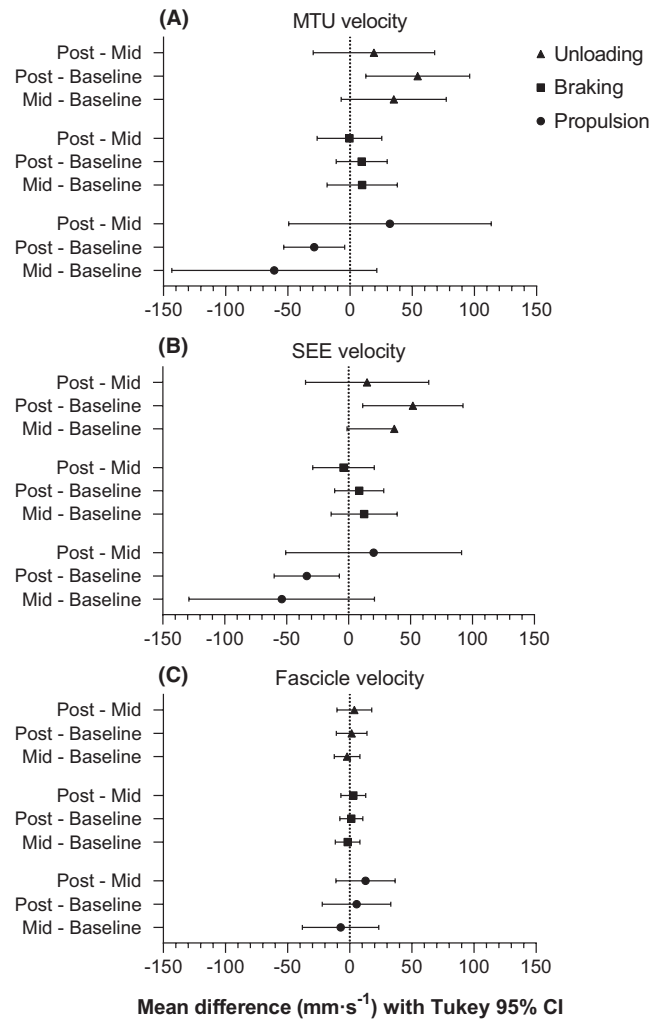 (A) MTU velocity
Post - Mid
Post - Baseline
Mid - Baseline
Post - Mid
Post - Baseline
Mid - Baseline
Post - Mid
Post - Baseline
Mid - Baseline
-150 -100 -50 0 50 100 150
Unloading
Braking
Propulsion
(B) SEE velocity
Post - Mid
Post - Baseline
Mid - Baseline
Post - Mid
Post - Baseline
Mid - Baseline
Post - Mid
Post - Baseline
Mid - Baseline
-150 -100 -50 0 50 100 150
(C) Fascicle velocity
Post - Mid
Post - Baseline
Mid - Baseline
Post - Mid
Post - Baseline
Mid - Baseline
Post - Mid
Post - Baseline
Mid - Baseline
-150 -100 -50 0 50 100 150
Mean difference (mm·s⁻¹) with Tukey 95% CI